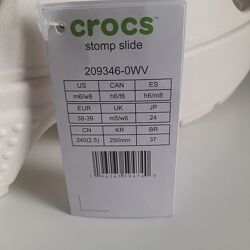 crocs™
stomp slide
209346-0WV
US CAN ES
m6/w8 h6/f8 h6/m8
EUR UK JP
38-39 m5/w6 24
CN KR BR
240(2.5) 250mm 37